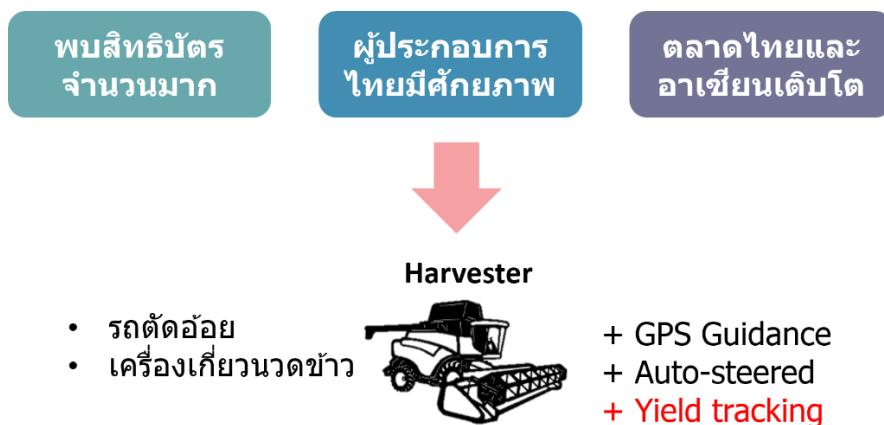 พบสิทธิบัตร
จำนวนมาก
ผู้ประกอบการ
ไทยมีศักยภาพ
ตลาดไทยและ
อาเซียนเติบโต
Harvester
• รถตัดอ้อย
• เครื่องเกี่ยวนวดข้าว
+ GPS Guidance
+ Auto-steered
+ Yield tracking